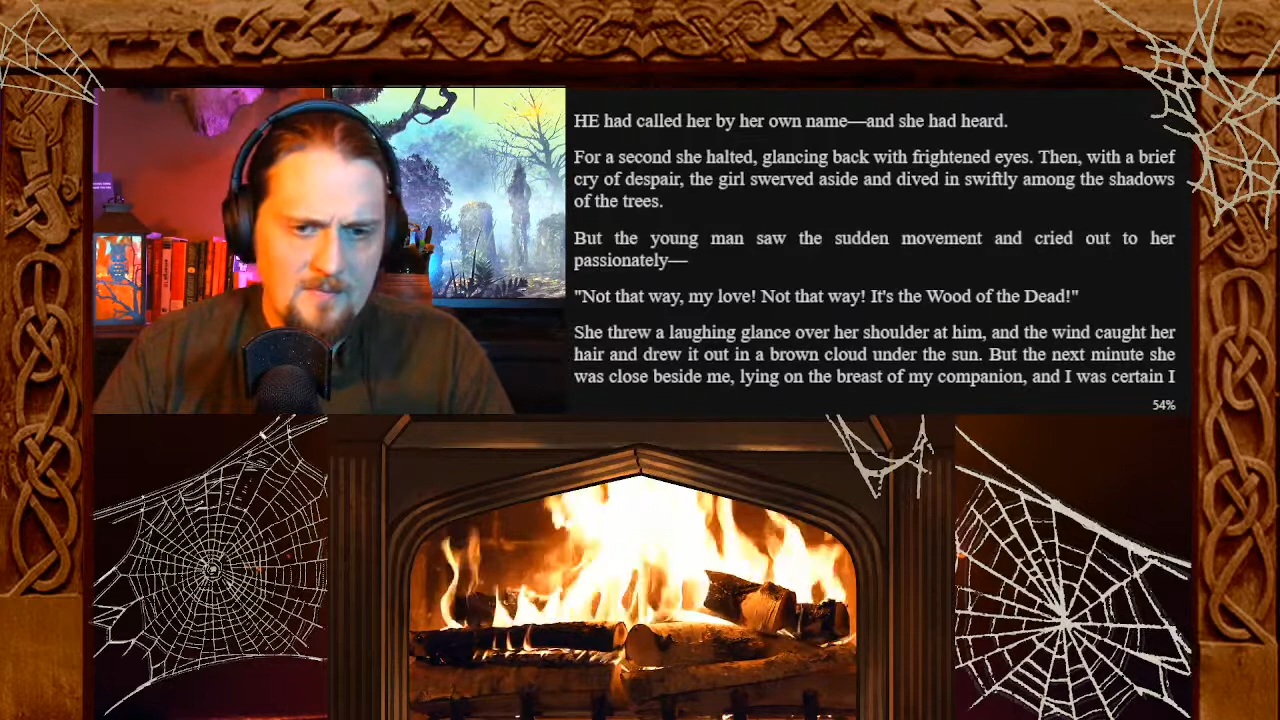 HE had called her by her own name—and she had heard.
For a second she halted, glancing back with frightened eyes. Then, with a brief
cry of despair, the girl swerved aside and dived in swiftly among the shadows
of the trees.
But the young man saw the sudden movement and cried out to her
passionately—
"Not that way, my love! Not that way! It's the Wood of the Dead!"
She threw a laughing glance over her shoulder at him, and the wind caught her
hair and drew it out in a brown cloud under the sun. But the next minute she
was close beside me, lying on the breast of my companion, and I was certain I
54%